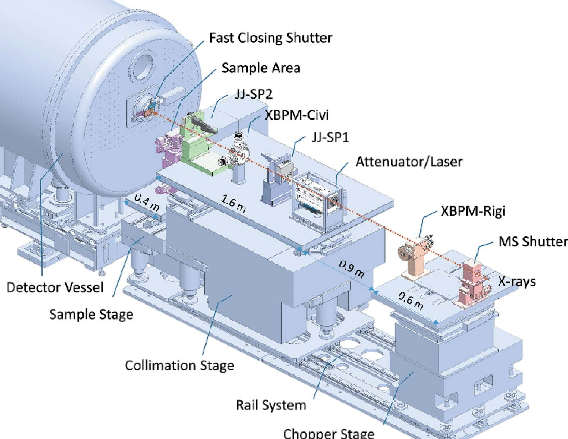 Fast Closing Shutter
Sample Area
JJ-SP2
XBPM-Civi
JJ-SP1
Attenuator/Laser
XBPM-Rigi
MS Shutter
X-rays
0.4 m
1.6 m
0.9 m
0.6 m
Detector Vessel
Sample Stage
Collimation Stage
Rail System
Chopper Stage